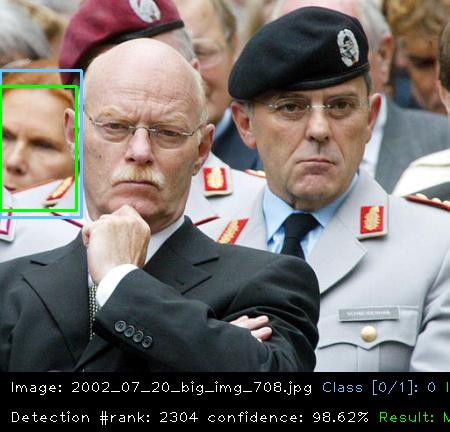 Image: 2002_07_20_big_img_708.jpg Class [0/1]: 0
Detection #rank: 2304 confidence: 98.62% Result: